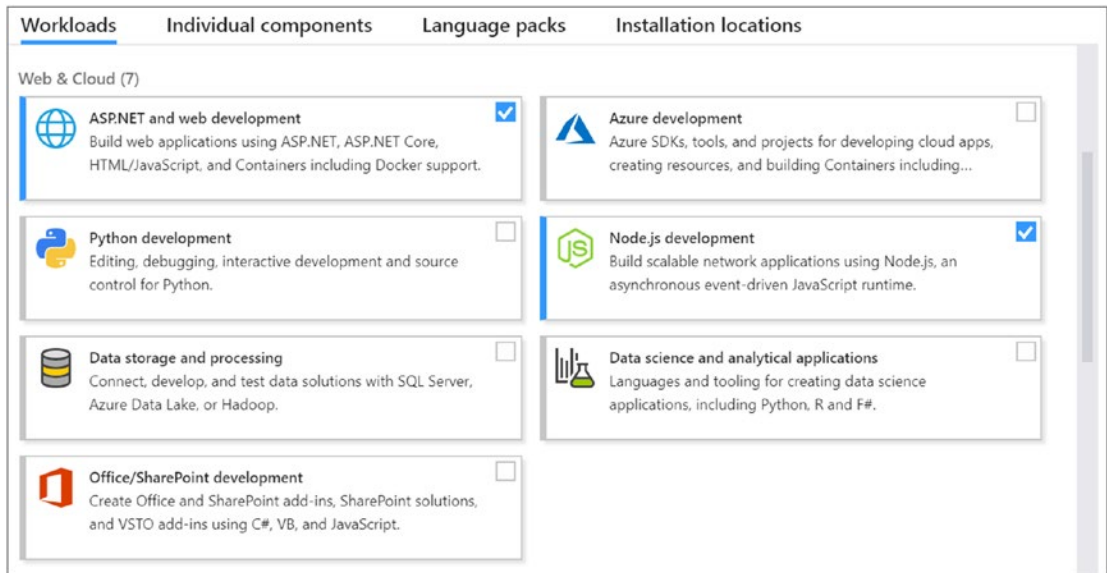 Workloads Individual components Language packs Installation locations
Web & Cloud (7)
ASP.NET and web development
Build web applications using ASP.NET, ASP.NET Core,
HTML/JavaScript, and Containers including Docker support.
Azure development
Azure SDKs, tools, and projects for developing cloud apps,
creating resources, and building Containers including...
Python development
Editing, debugging, interactive development and source
control for Python.
JS
Node.js development
Build scalable network applications using Node.js, an
asynchronous event-driven JavaScript runtime.
Data storage and processing
Connect, develop, and test data solutions with SQL Server,
Azure Data Lake, or Hadoop.
Data science and analytical applications
Languages and tooling for creating data science
applications, including Python, R and F#.
Office/SharePoint development
Create Office and SharePoint add-ins, SharePoint solutions,
and VSTO add-ins using C#, VB, and JavaScript.